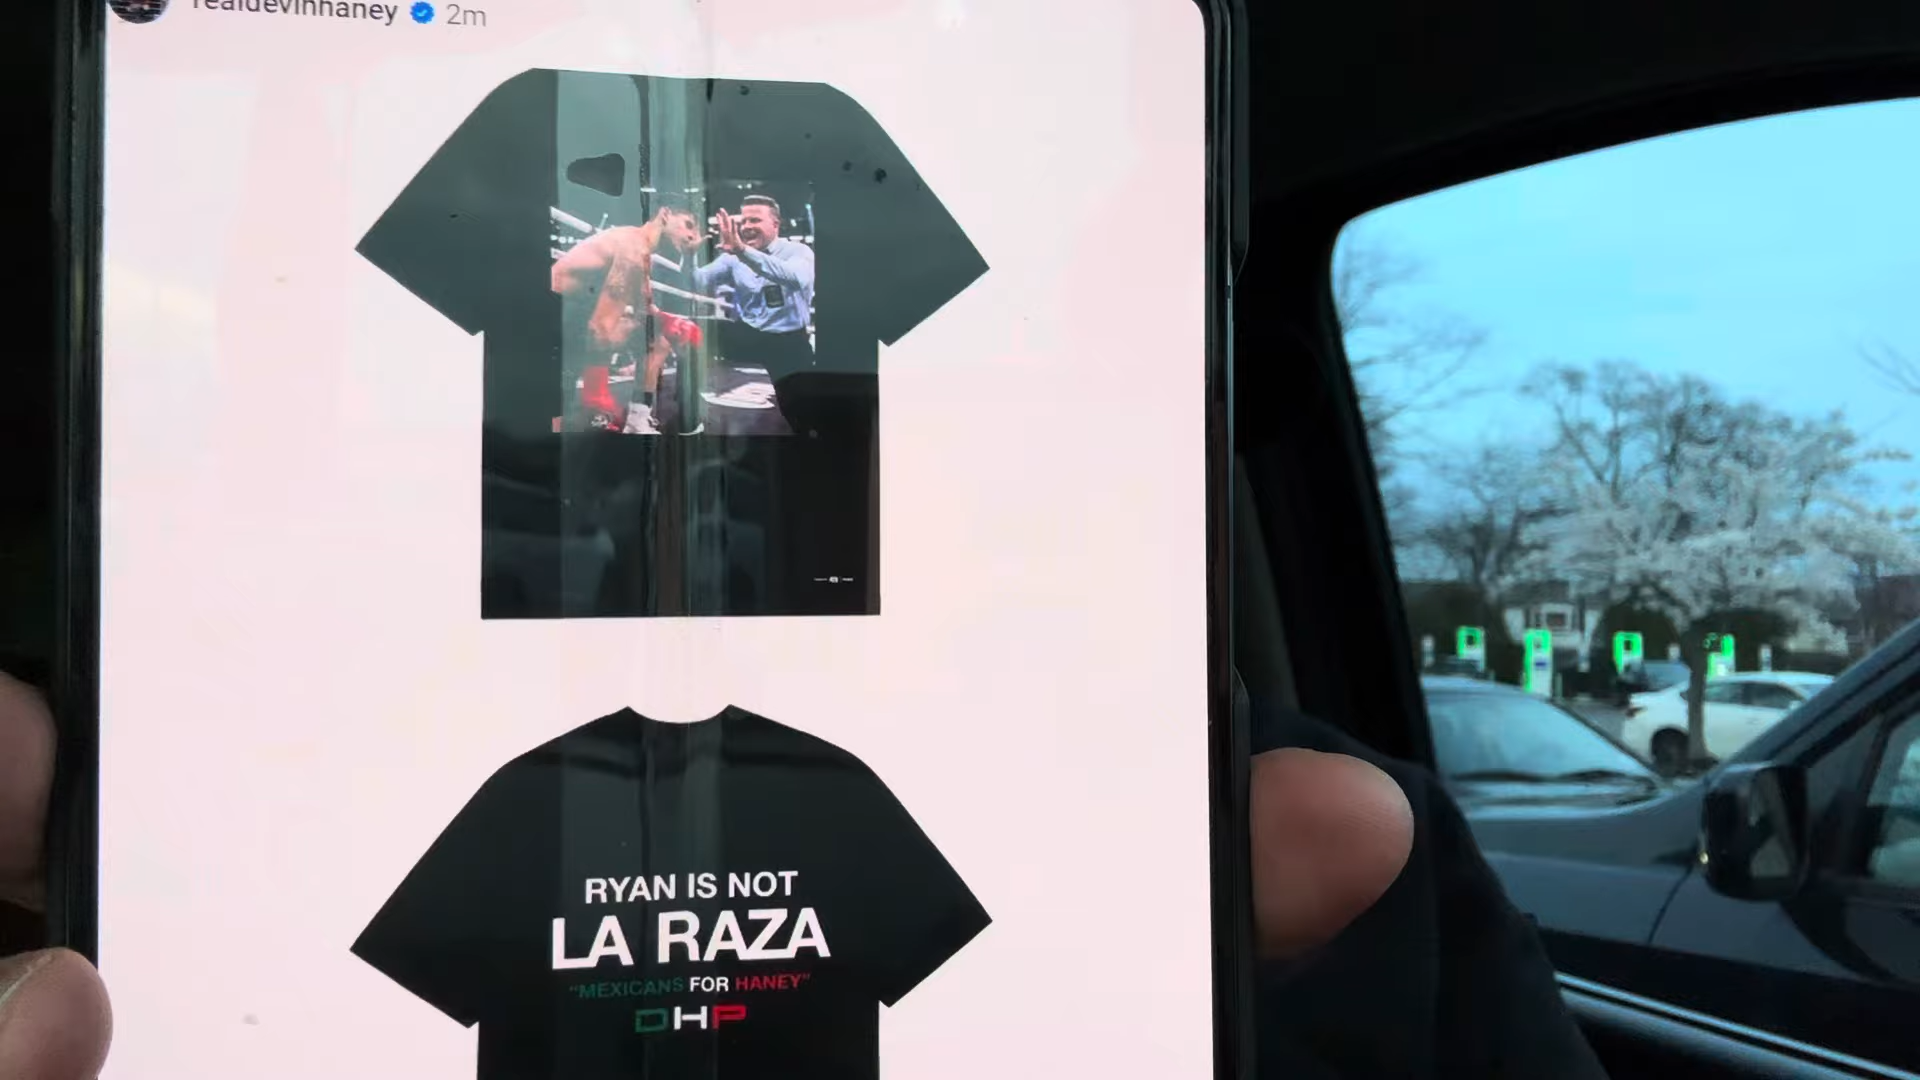 realdevinhaney 2m
RYAN IS NOT
LA RAZA
"MEXICANS FOR HANEY"
DHP